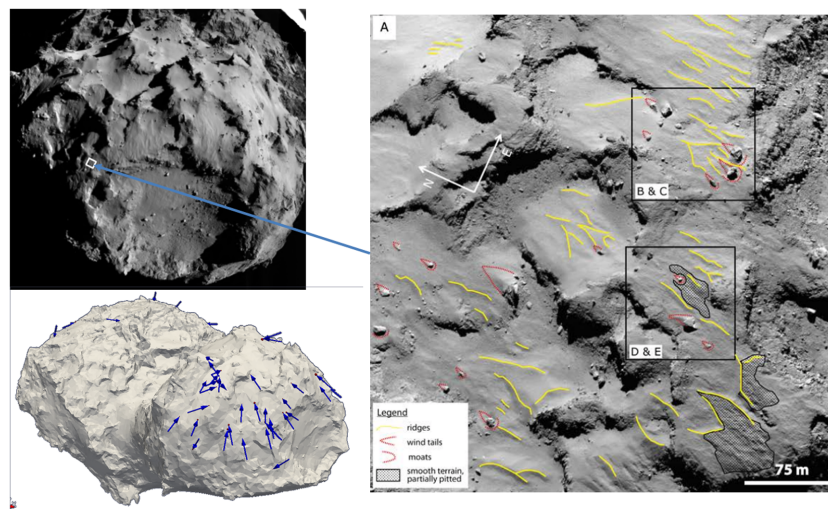 A
N
E
B & C
D & E
Legend
ridges
wind tails
moats
smooth terrain,
partially pitted
75 m